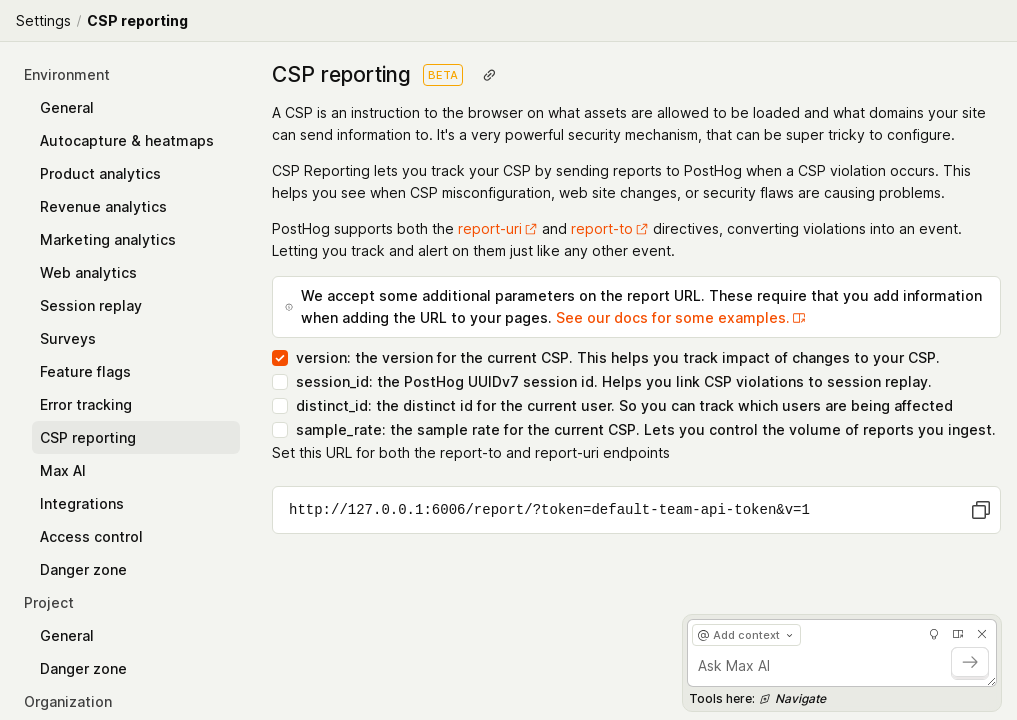 Settings / CSP reporting
Environment
General
Autocapture & heatmaps
Product analytics
Revenue analytics
Marketing analytics
Web analytics
Session replay
Surveys
Feature flags
Error tracking
CSP reporting
Max AI
Integrations
Access control
Danger zone
Project
General
Danger zone
Organization
CSP reporting BETA
A CSP is an instruction to the browser on what assets are allowed to be loaded and what domains your site
can send information to. It's a very powerful security mechanism, that can be super tricky to configure.
CSP Reporting lets you track your CSP by sending reports to PostHog when a CSP violation occurs. This
helps you see when CSP misconfiguration, web site changes, or security flaws are causing problems.
PostHog supports both the report-uri and report-to directives, converting violations into an event.
Letting you track and alert on them just like any other event.
We accept some additional parameters on the report URL. These require that you add information
when adding the URL to your pages. See our docs for some examples.
version: the version for the current CSP. This helps you track impact of changes to your CSP.
session_id: the PostHog UUIDv7 session id. Helps you link CSP violations to session replay.
distinct_id: the distinct id for the current user. So you can track which users are being affected
sample_rate: the sample rate for the current CSP. Lets you control the volume of reports you ingest.
Set this URL for both the report-to and report-uri endpoints
http://127.0.0.1:6006/report/?token=default-team-api-token&v=1
@ Add context
Ask Max AI
Tools here: Navigate